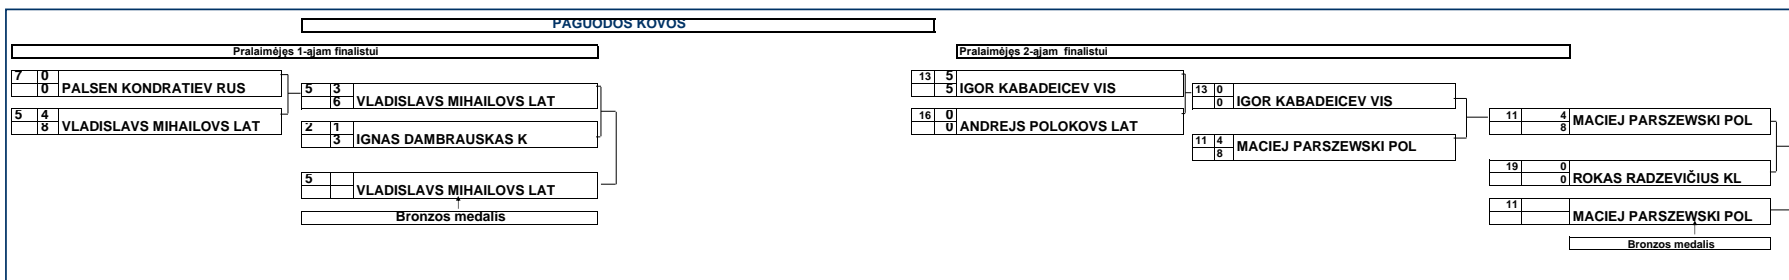 PAGUODOS KOVOS
Pralaimėjęs 1-ąjam finalistui
Pralaimėjęs 2-ąjam finalistui
7 0
0 PALSEN KONDRATIEV RUS
5 4
8 VLADISLAVS MIHAILOVS LAT
5 3
6 VLADISLAVS MIHAILOVS LAT
2 1
3 IGNAS DAMBRAUSKAS K
5
VLADISLAVS MIHAILOVS LAT
Bronzos medalis
13 5
5 IGOR KABADEICEV VIS
16 0
0 ANDREJS POLOKOVS LAT
13 0
0 IGOR KABADEICEV VIS
11 4
8 MACIEJ PARSZEWSKI POL
11 4
8 MACIEJ PARSZEWSKI POL
19 0
0 ROKAS RADZEVIČIUS KL
11
MACIEJ PARSZEWSKI POL
Bronzos medalis